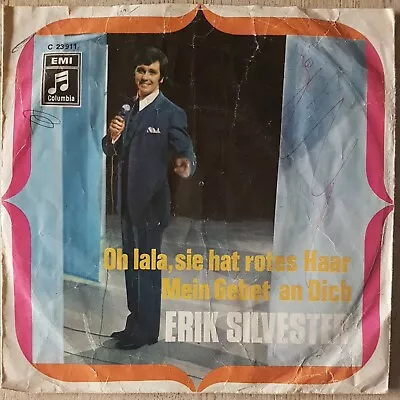 C 23 911
EMI
Columbia
Oh lala, sie hat rotes Haar
Mein Gebet an Dich
ERIK SILVESTER